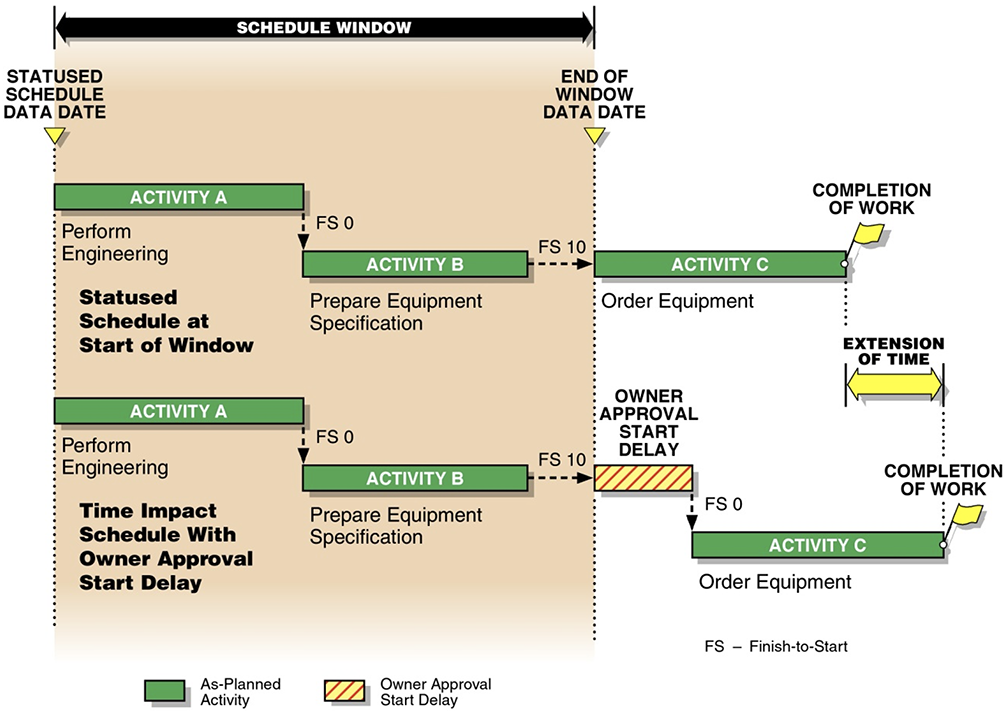 SCHEDULE WINDOW
STATUSED
SCHEDULE
DATA DATE
END OF
WINDOW
DATA DATE
ACTIVITY A
Perform
Engineering
FS 0
ACTIVITY B
Prepare Equipment
Specification
FS 10
ACTIVITY C
Order Equipment
COMPLETION
OF WORK
Statused
Schedule at
Start of Window
EXTENSION
OF TIME
ACTIVITY A
Perform
Engineering
FS 0
ACTIVITY B
Prepare Equipment
Specification
FS 10
OWNER
APPROVAL
START
DELAY
FS 0
ACTIVITY C
Order Equipment
COMPLETION
OF WORK
Time Impact
Schedule With
Owner Approval
Start Delay
FS – Finish-to-Start
As-Planned
Activity
Owner Approval
Start Delay